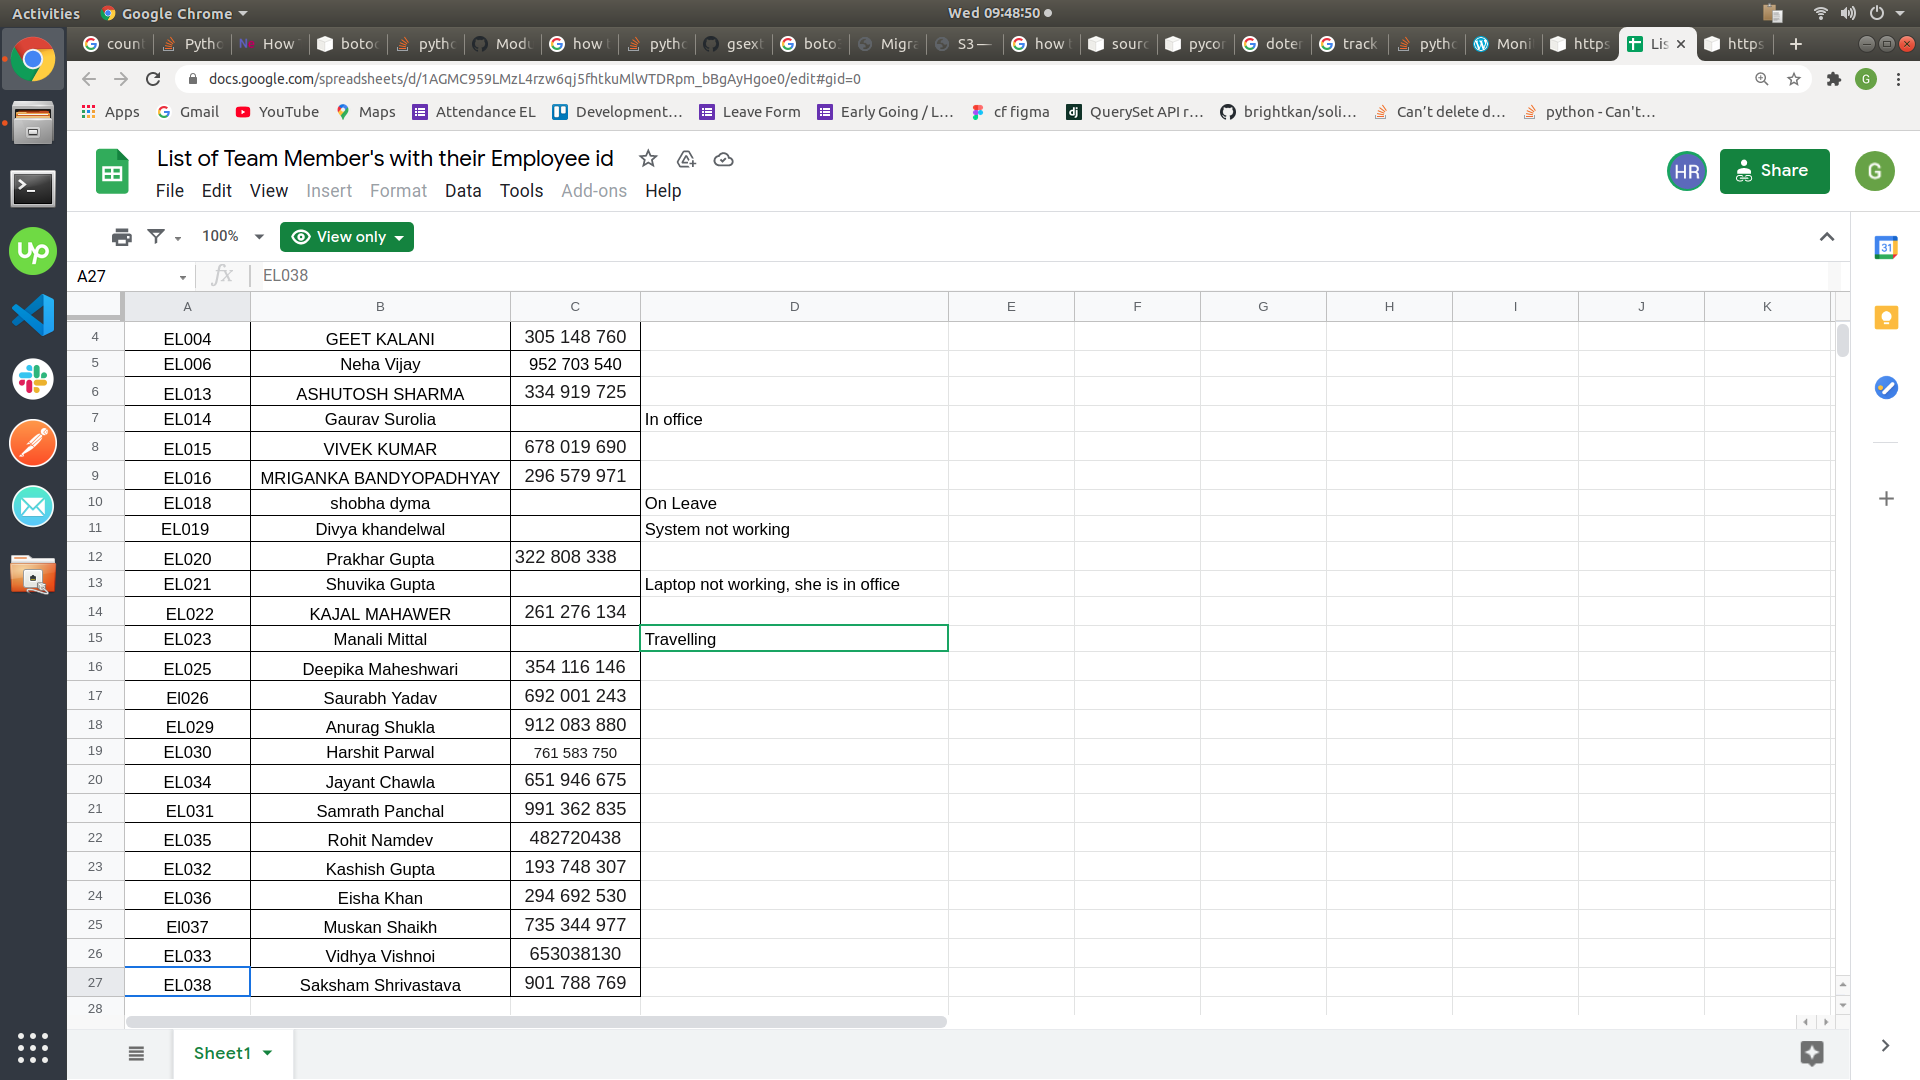 Activities Google Chrome Wed 09:48:50
count Pytho How botoc pytho Modu how t pytho gsext boto3 Migra S3 — how t sourc pycor doter track pytho Monit https Lis https
docs.google.com/spreadsheets/d/1AGMC959LMzL4rzw6qj5fhtkuMlWTDRpm_bBgAyHgoe0/edit#gid=0 G
Apps Gmail YouTube Maps Attendance EL Development... Leave Form Early Going / L... cf figma QuerySet API r... brightkan/soli... Can't delete d... python - Can't...
List of Team Member's with their Employee id
HR Share G
File Edit View Insert Format Data Tools Add-ons Help
100% View only
A27 fx EL038
A B C D E F G H I J K
4 EL004 GEET KALANI 305 148 760
5 EL006 Neha Vijay 952 703 540
6 EL013 ASHUTOSH SHARMA 334 919 725
7 EL014 Gaurav Surolia In office
8 EL015 VIVEK KUMAR 678 019 690
9 EL016 MRIGANKA BANDYOPADHYAY 296 579 971
10 EL018 shobha dyma On Leave
11 EL019 Divya khandelwal System not working
12 EL020 Prakhar Gupta 322 808 338
13 EL021 Shuvika Gupta Laptop not working, she is in office
14 EL022 KAJAL MAHAWER 261 276 134
15 EL023 Manali Mittal Travelling
16 EL025 Deepika Maheshwari 354 116 146
17 El026 Saurabh Yadav 692 001 243
18 EL029 Anurag Shukla 912 083 880
19 EL030 Harshit Parwal 761 583 750
20 EL034 Jayant Chawla 651 946 675
21 EL031 Samrath Panchal 991 362 835
22 EL035 Rohit Namdev 482720438
23 EL032 Kashish Gupta 193 748 307
24 EL036 Eisha Khan 294 692 530
25 El037 Muskan Shaikh 735 344 977
26 EL033 Vidhya Vishnoi 653038130
27 EL038 Saksham Shrivastava 901 788 769
28
Sheet1